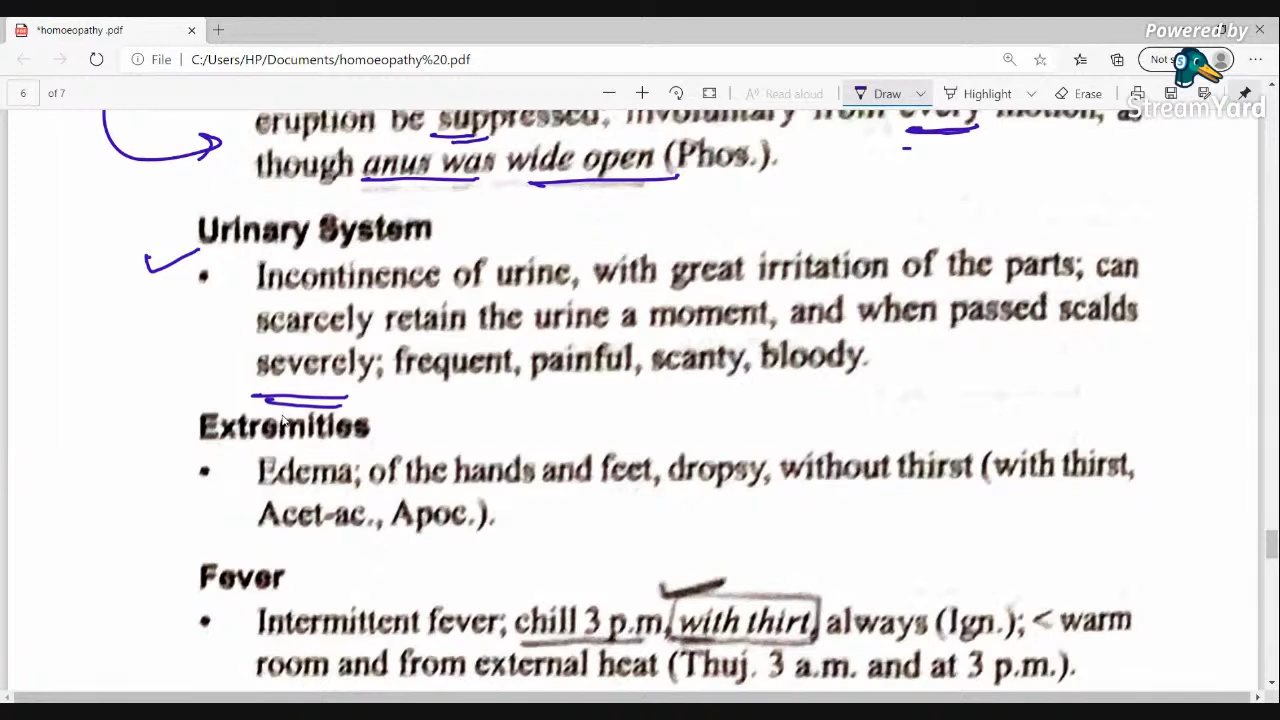 *homoeopathy .pdf
Powered by
File C:/Users/HP/Documents/homoeopathy%20.pdf
Not s
6 of 7
Read aloud Draw Highlight Erase
StreamYard
eruption be suppressed, involuntary from every motion, as
though anus was wide open (Phos.).
Urinary System
• Incontinence of urine, with great irritation of the parts; can
scarcely retain the urine a moment, and when passed scalds
severely; frequent, painful, scanty, bloody.
Extremities
• Edema; of the hands and feet, dropsy, without thirst (with thirst,
Acet-ac., Apoc.).
Fever
• Intermittent fever; chill 3 p.m, with thirt, always (Ign.); < warm
room and from external heat (Thuj. 3 a.m. and at 3 p.m.).